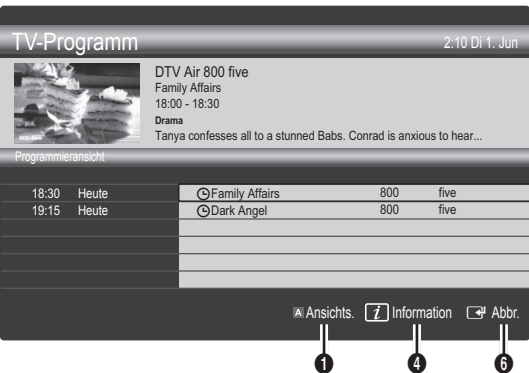 TV-Programm 2:10 Di 1. Jun
DTV Air 800 five
Family Affairs
18:00 - 18:30
Drama
Tanya confesses all to a stunned Babs. Conrad is anxious to hear...
800 five
Programmieransicht
18:30 Heute Family Affairs 800 five
19:15 Heute Dark Angel 800 five
A Ansichts. i Information Abbr.
1 4 6